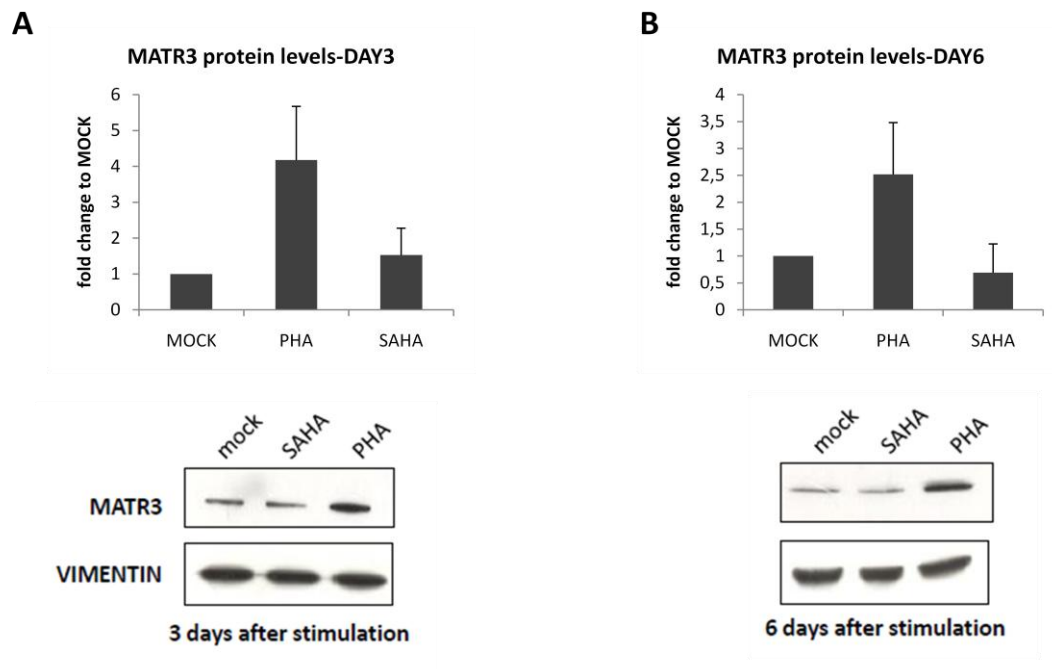 A
MATR3 protein levels-DAY3
fold change to MOCK
6
5
4
3
2
1
0
MOCK PHA SAHA
mock SAHA PHA
MATR3
VIMENTIN
3 days after stimulation
B
MATR3 protein levels-DAY6
fold change to MOCK
4
3,5
3
2,5
2
1,5
1
0,5
0
MOCK PHA SAHA
mock SAHA PHA
6 days after stimulation